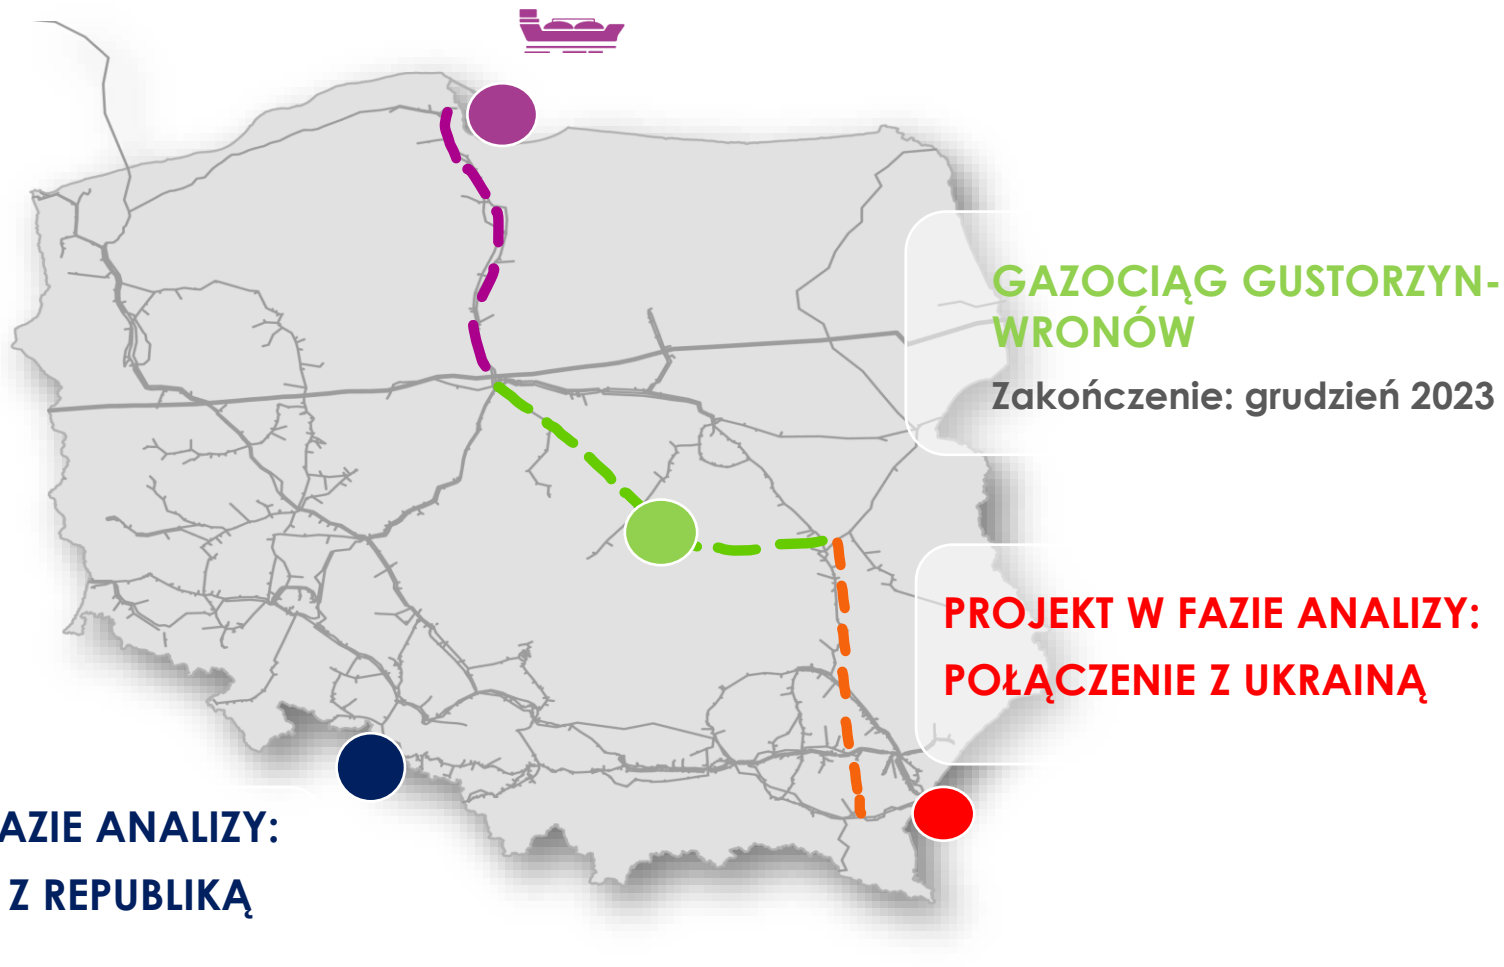 GAZOCIĄG GUSTORZYN-
WRONÓW
Zakończenie: grudzień 2023
PROJEKT W FAZIE ANALIZY:
POŁĄCZENIE Z UKRAINĄ
AZIE ANALIZY:
Z REPUBLIKĄ